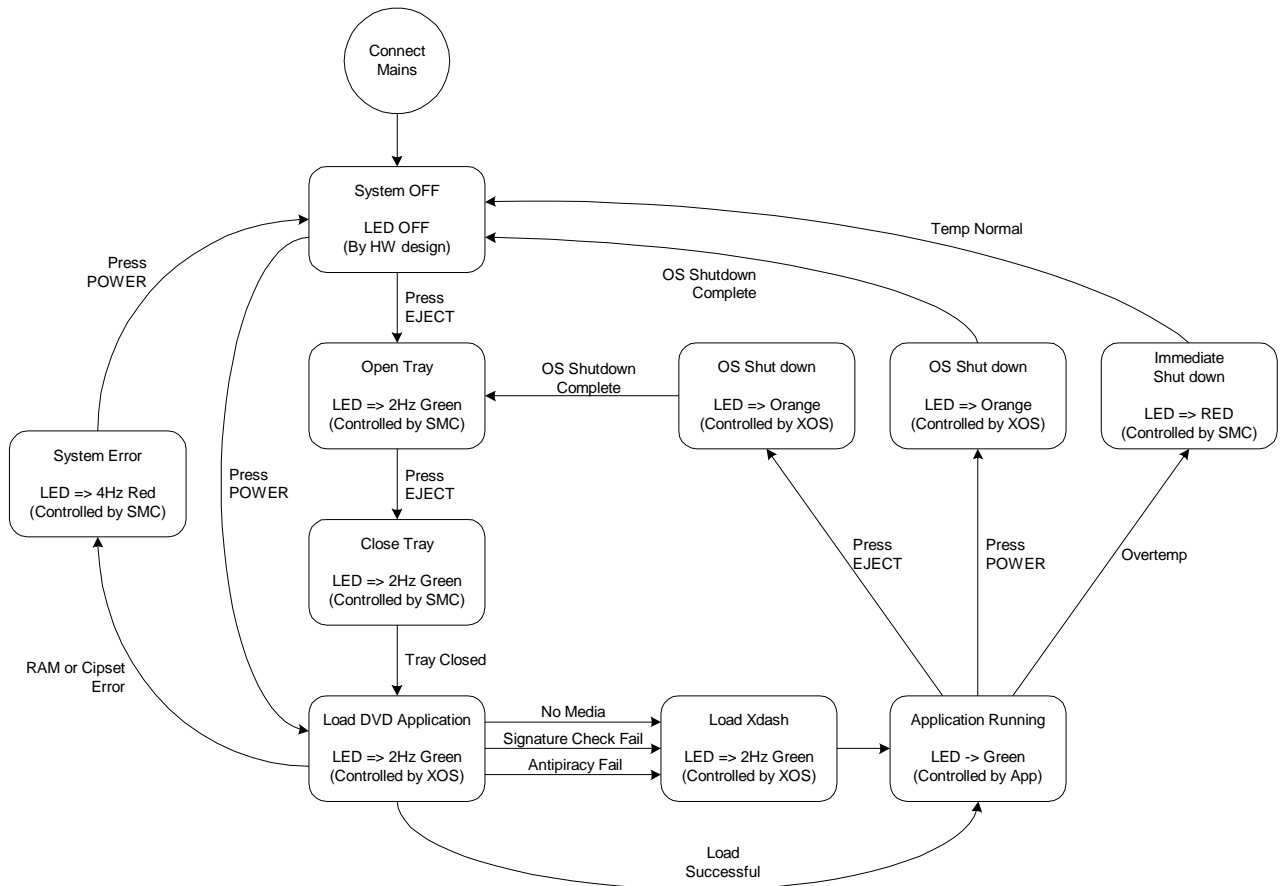 Connect
Mains
System OFF
LED OFF
(By HW design)
Temp Normal
Press
POWER
OS Shutdown
Complete
Press
EJECT
Open Tray
LED => 2Hz Green
(Controlled by SMC)
OS Shutdown
Complete
OS Shut down
LED => Orange
(Controlled by XOS)
OS Shut down
LED => Orange
(Controlled by XOS)
Immediate
Shut down
LED => RED
(Controlled by SMC)
System Error
LED => 4Hz Red
(Controlled by SMC)
Press
POWER
Press
EJECT
Close Tray
LED => 2Hz Green
(Controlled by SMC)
Press
EJECT
Press
POWER
Overtemp
RAM or Cipset
Error
Tray Closed
Load DVD Application
LED => 2Hz Green
(Controlled by XOS)
No Media
Signature Check Fail
Antipiracy Fail
Load Xdash
LED => 2Hz Green
(Controlled by XOS)
Application Running
LED -> Green
(Controlled by App)
Load
Successful